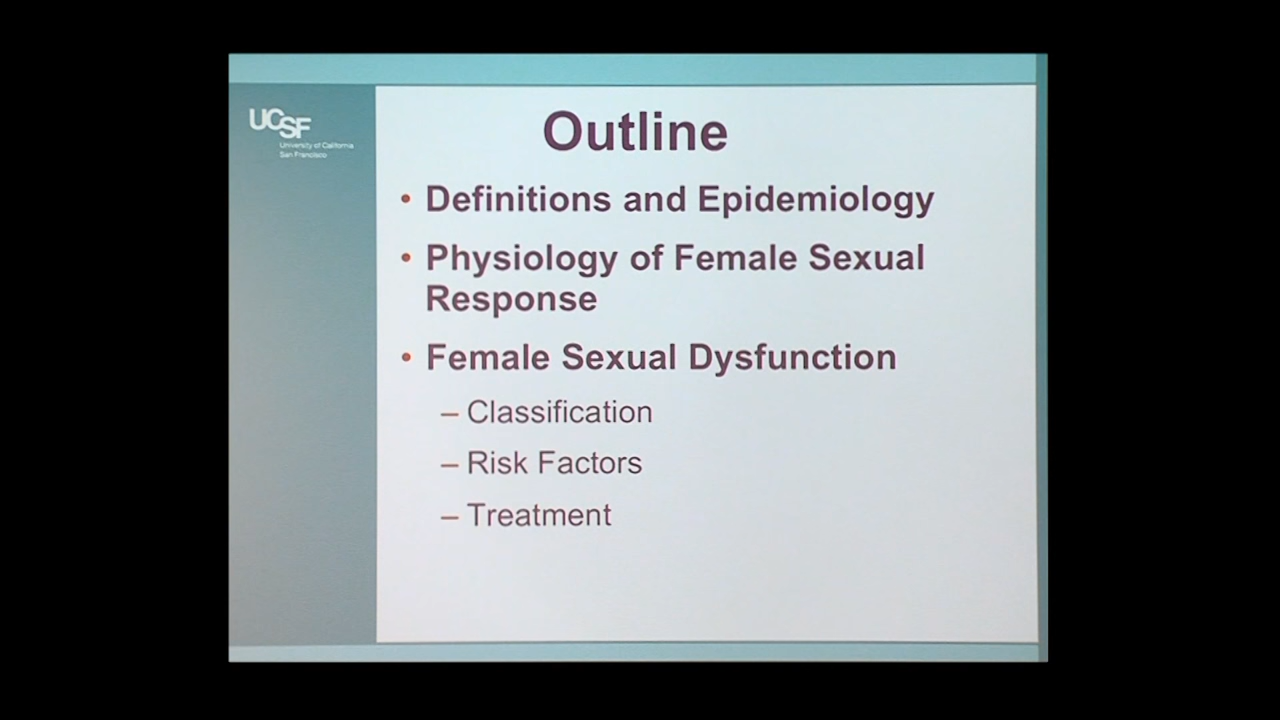 UCSF
University of California
San Francisco
Outline
• Definitions and Epidemiology
• Physiology of Female Sexual
Response
• Female Sexual Dysfunction
– Classification
– Risk Factors
– Treatment